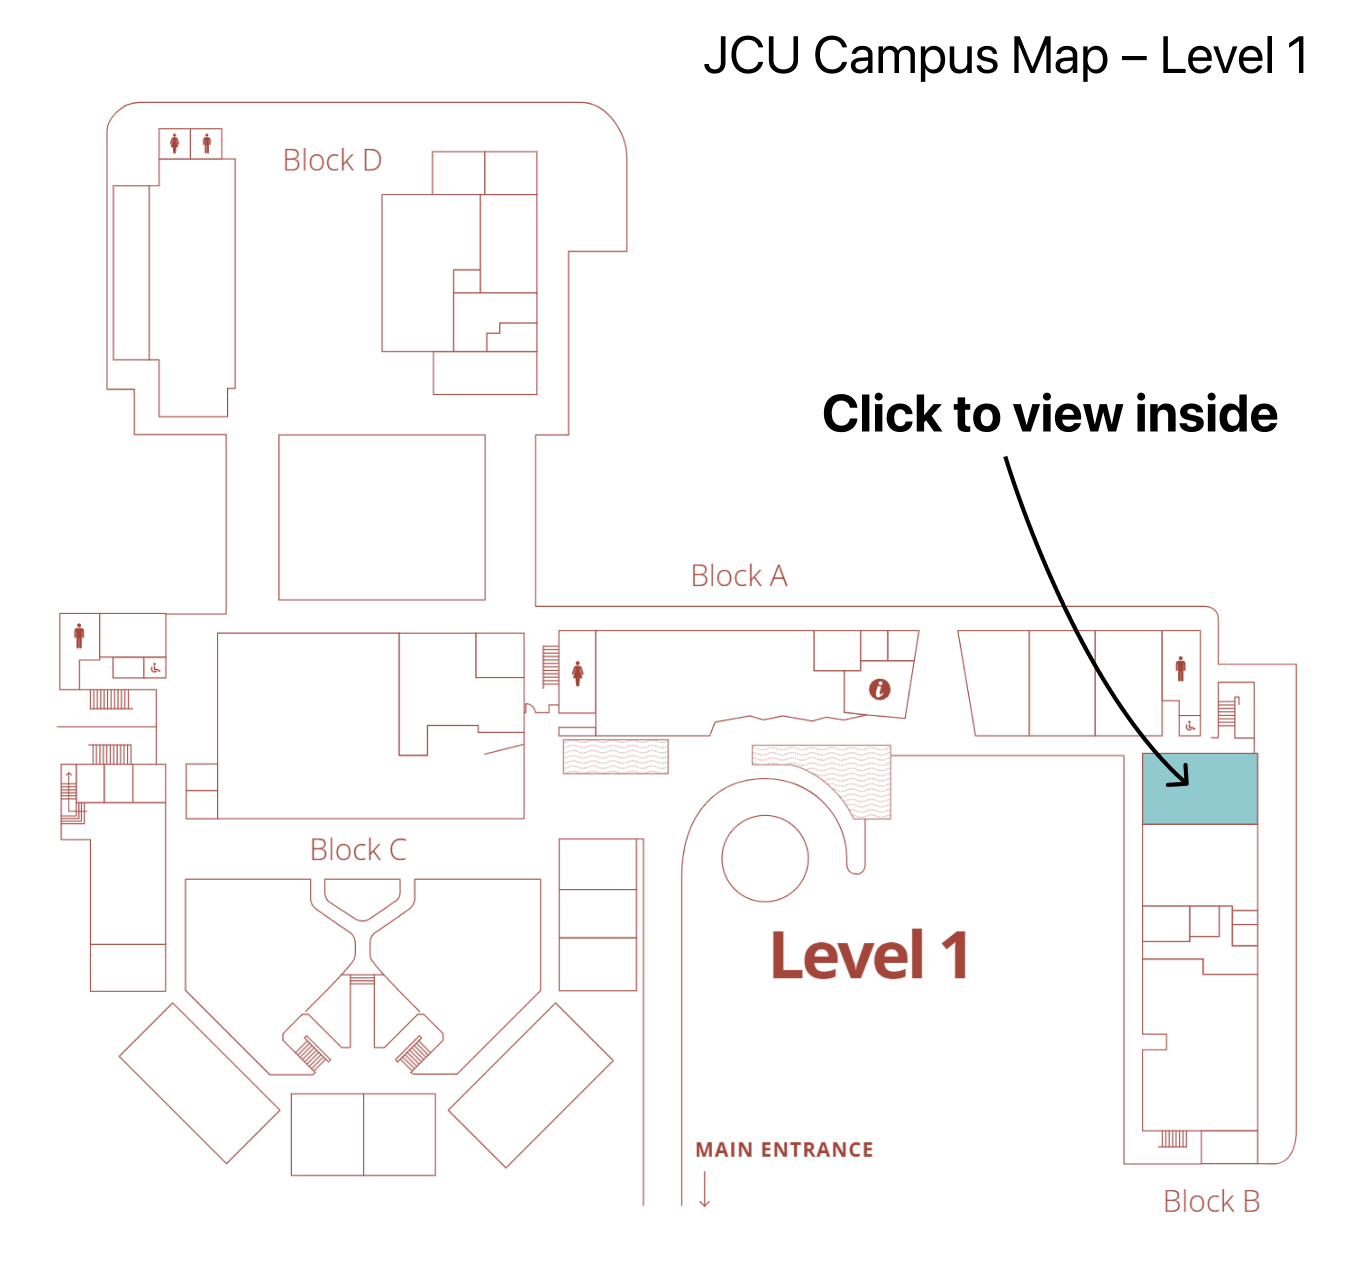 JCU Campus Map – Level 1
Block D
Click to view inside
Block A
i
Block C
Level 1
MAIN ENTRANCE
Block B